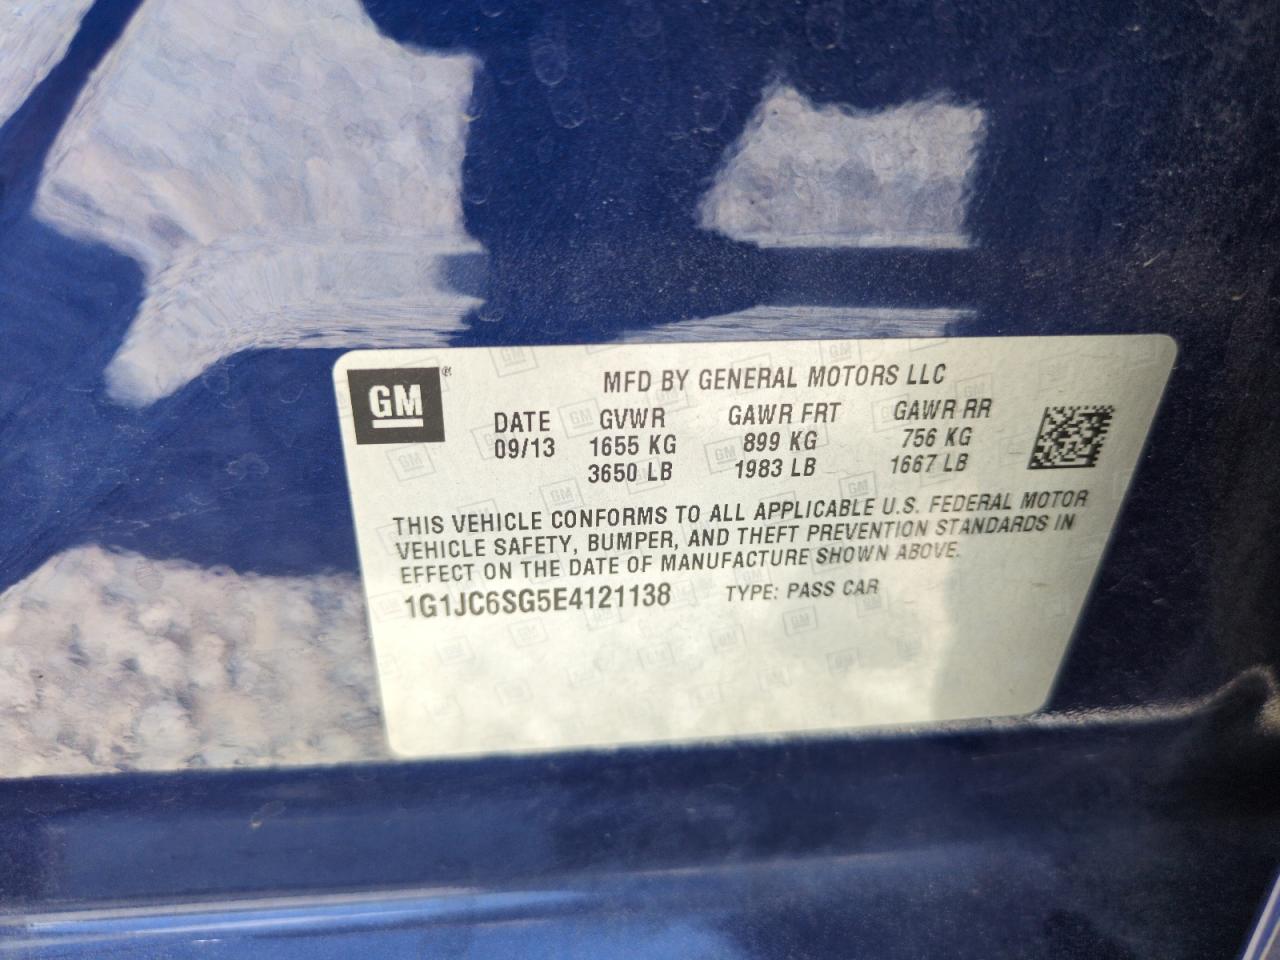 GM®
MFD BY GENERAL MOTORS LLC
DATE GVWR GAWR FRT GAWR RR
09/13 1655 KG 899 KG 756 KG
3650 LB 1983 LB 1667 LB
THIS VEHICLE CONFORMS TO ALL APPLICABLE U.S. FEDERAL MOTOR
VEHICLE SAFETY, BUMPER, AND THEFT PREVENTION STANDARDS IN
EFFECT ON THE DATE OF MANUFACTURE SHOWN ABOVE.
1G1JC6SG5E4121138 TYPE: PASS CAR